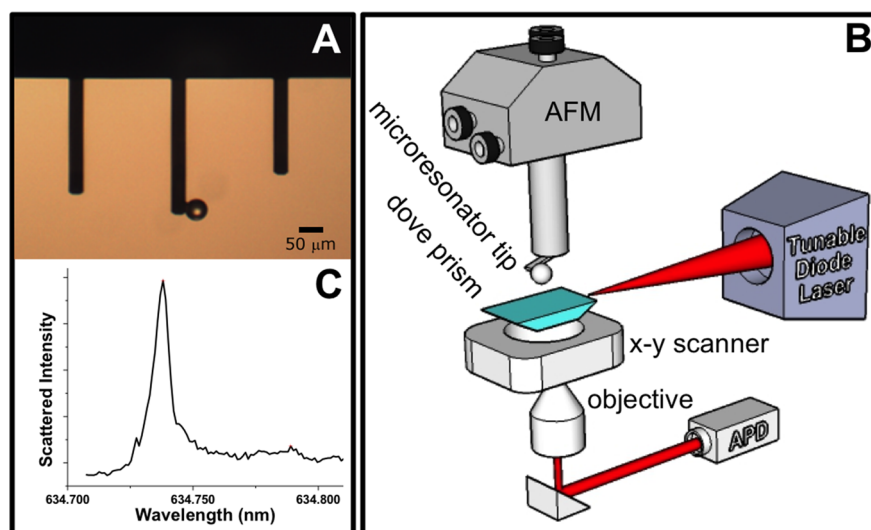 A
50 μm
C
Scattered Intensity
634.700
634.750
634.800
Wavelength (nm)
B
AFM
microresonator tip
dove prism
Tunable
Diode
Laser
x-y scanner
objective
APD